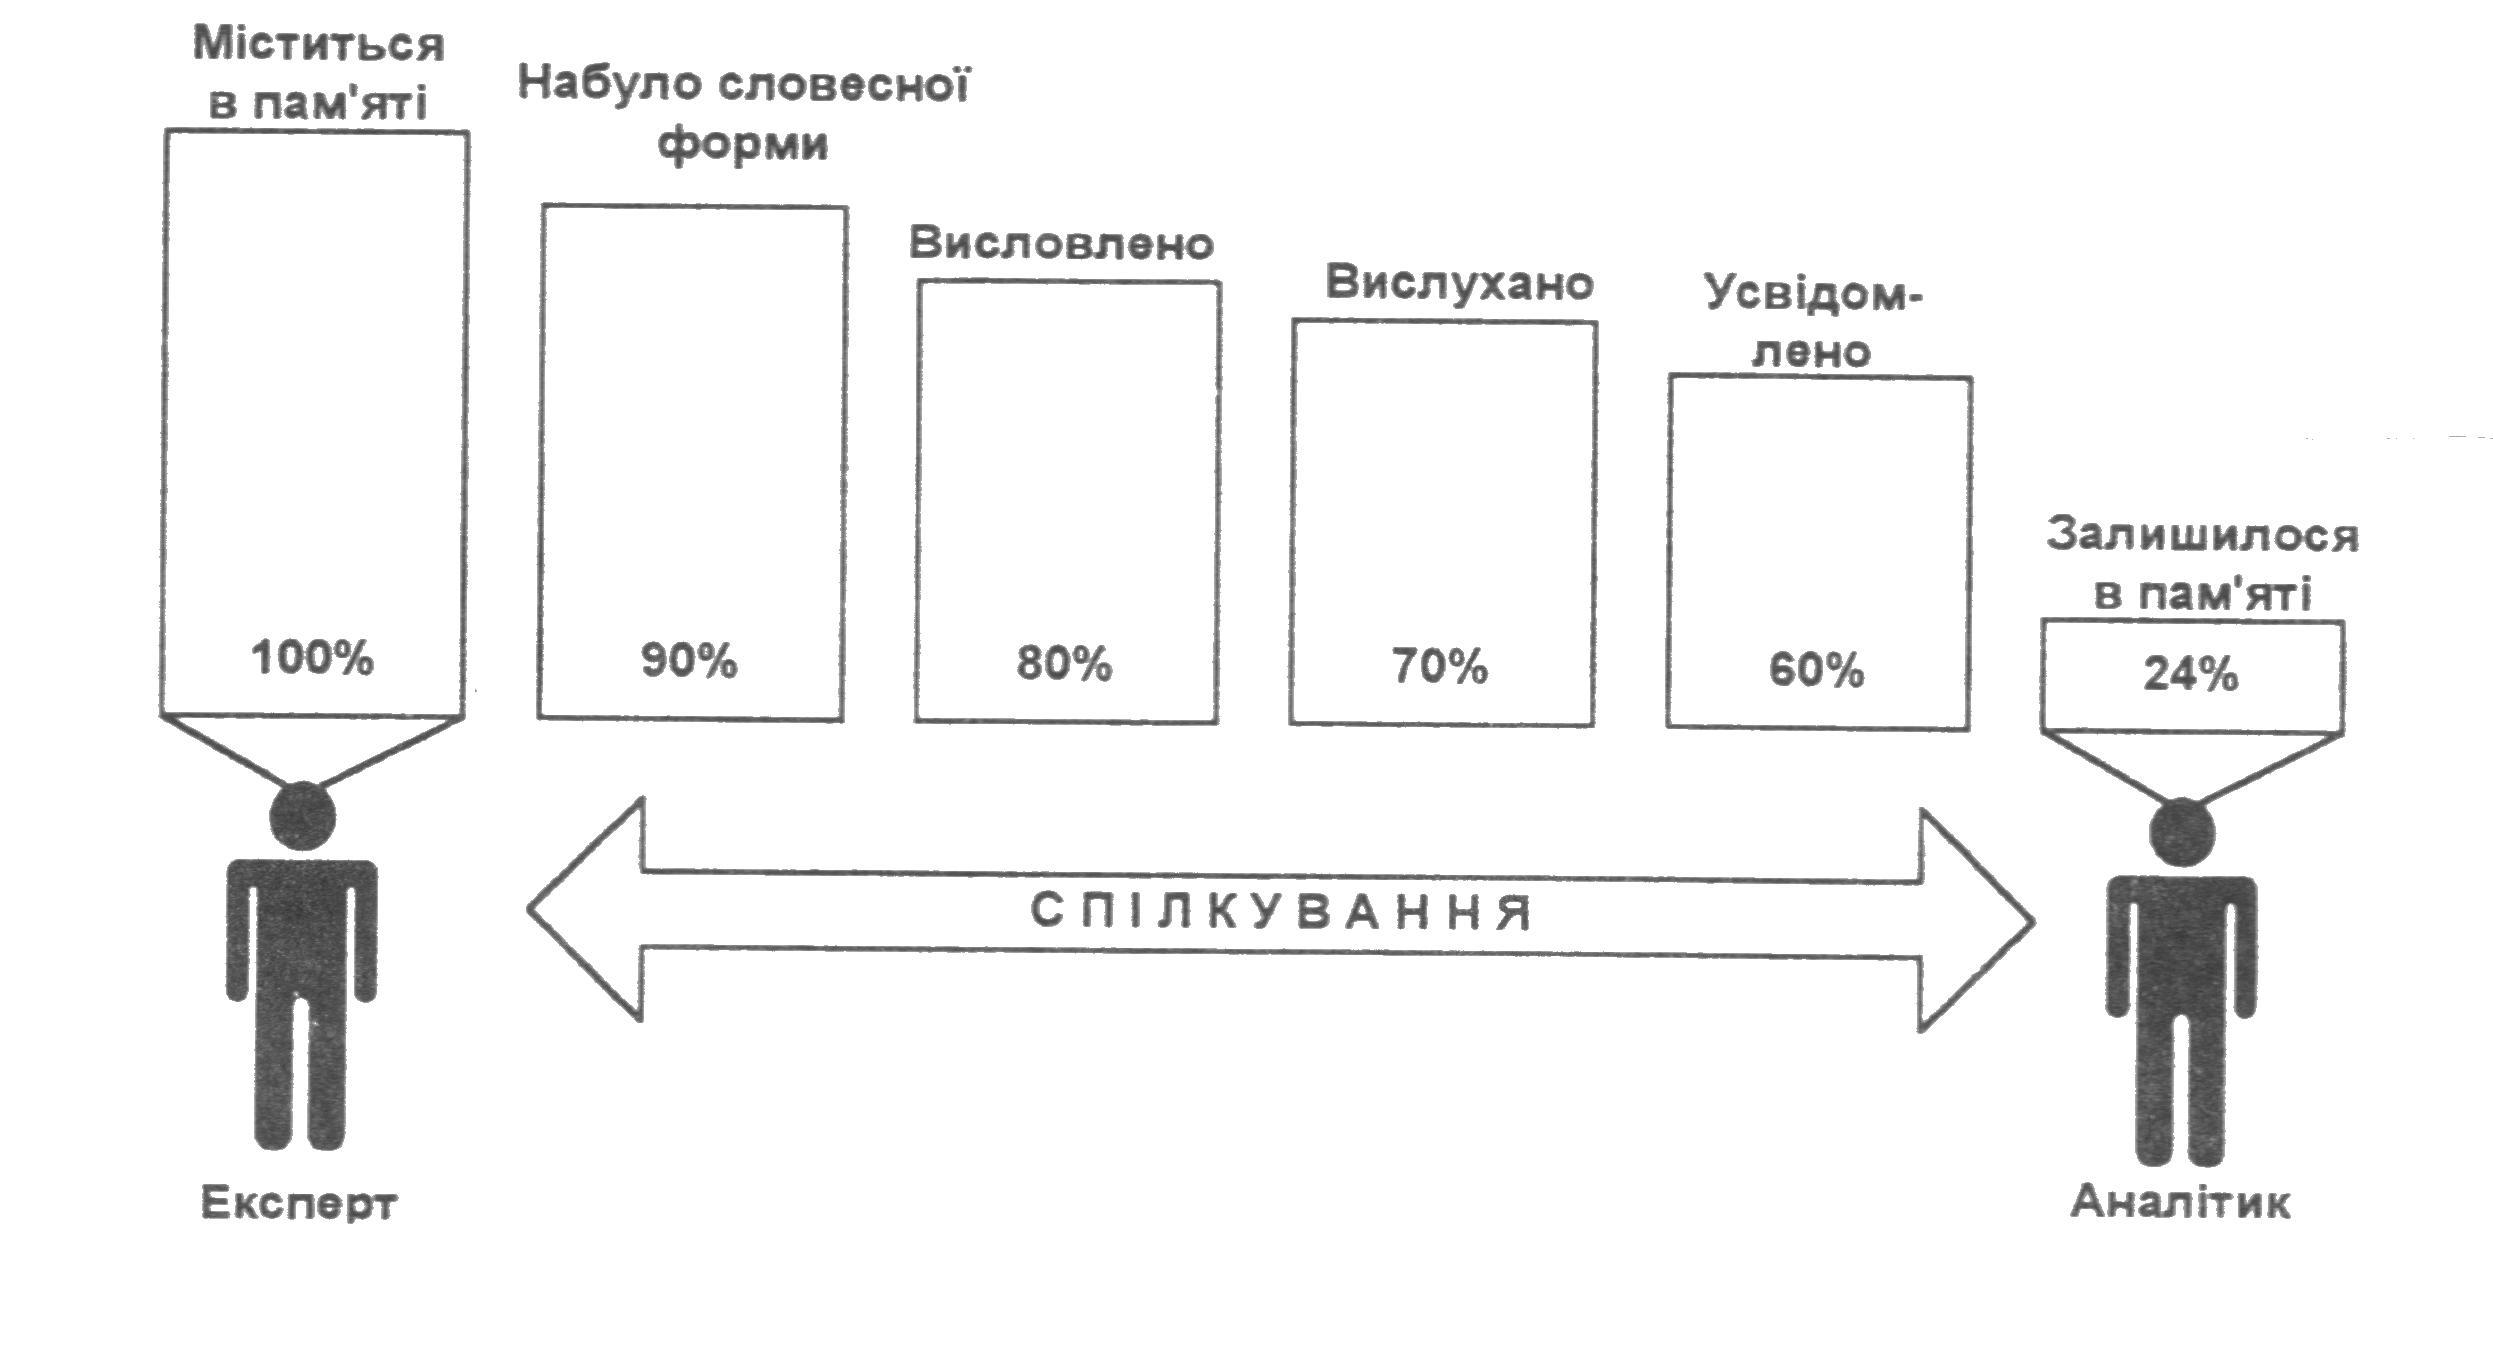 Міститься
в пам'яті
Набуло словесної
форми
Висловлено
Вислухано
Усвідом-
лено
Залишилося
в пам'яті
100%
90%
80%
70%
60%
24%
СПІЛКУВАННЯ
Експерт
Аналітик